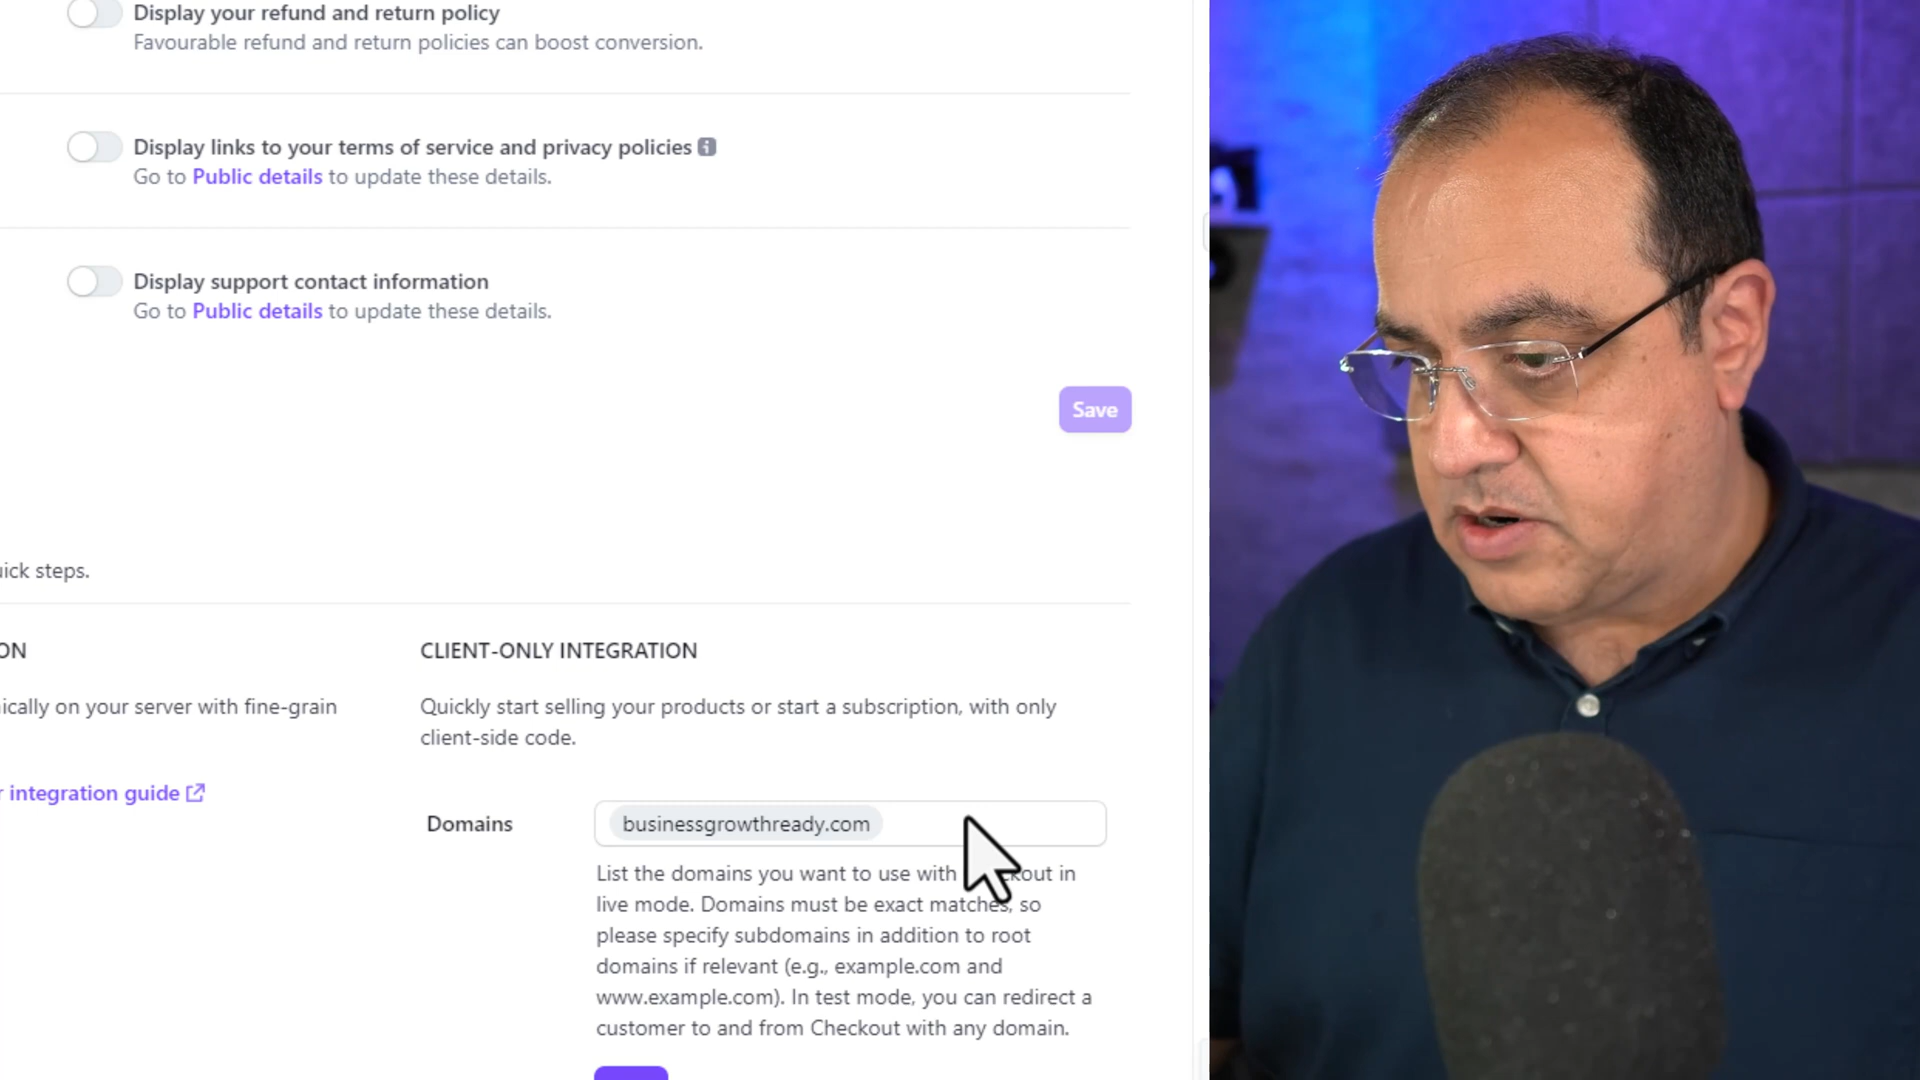 Display your refund and return policy
Favourable refund and return policies can boost conversion.
Display links to your terms of service and privacy policies
Go to Public details to update these details.
Display support contact information
Go to Public details to update these details.
Save
uick steps.
ON
CLIENT-ONLY INTEGRATION
ically on your server with fine-grain
Quickly start selling your products or start a subscription, with only
client-side code.
r integration guide
Domains
businessgrowthready.com
List the domains you want to use with kout in
live mode. Domains must be exact matches, so
please specify subdomains in addition to root
domains if relevant (e.g., example.com and
www.example.com). In test mode, you can redirect a
customer to and from Checkout with any domain.